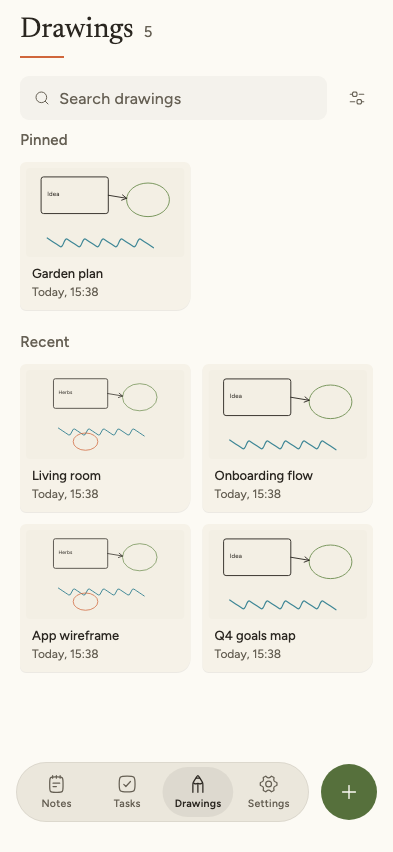 Drawings 5
Search drawings
Pinned
Idea
Garden plan
Today, 15:38
Recent
Herbs
Living room
Today, 15:38
Idea
Onboarding flow
Today, 15:38
Herbs
App wireframe
Today, 15:38
Idea
Q4 goals map
Today, 15:38
Notes
Tasks
Drawings
Settings